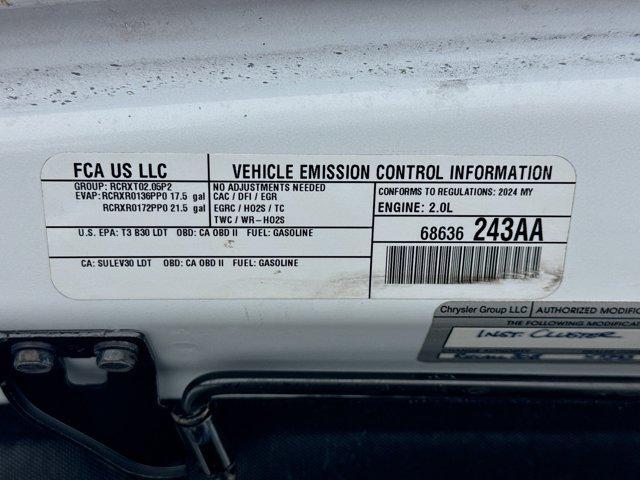 FCA US LLC
VEHICLE EMISSION CONTROL INFORMATION
GROUP: RCRXT02.05P2
EVAP: RCRXR0136PP0 17.5 gal
RCRXR0172PP0 21.5 gal
NO ADJUSTMENTS NEEDED
CAC / DFI / EGR
EGRC / HO2S / TC
TWC / WR-HO2S
CONFORMS TO REGULATIONS: 2024 MY
ENGINE: 2.0L
U.S. EPA: T3 B30 LDT OBD: CA OBD II FUEL: GASOLINE
68636 243AA
CA: SULEV30 LDT OBD: CA OBD II FUEL: GASOLINE
Chrysler Group LLC AUTHORIZED MODIFIC
THE FOLLOWING MODIFICA
INST. CLUSTER